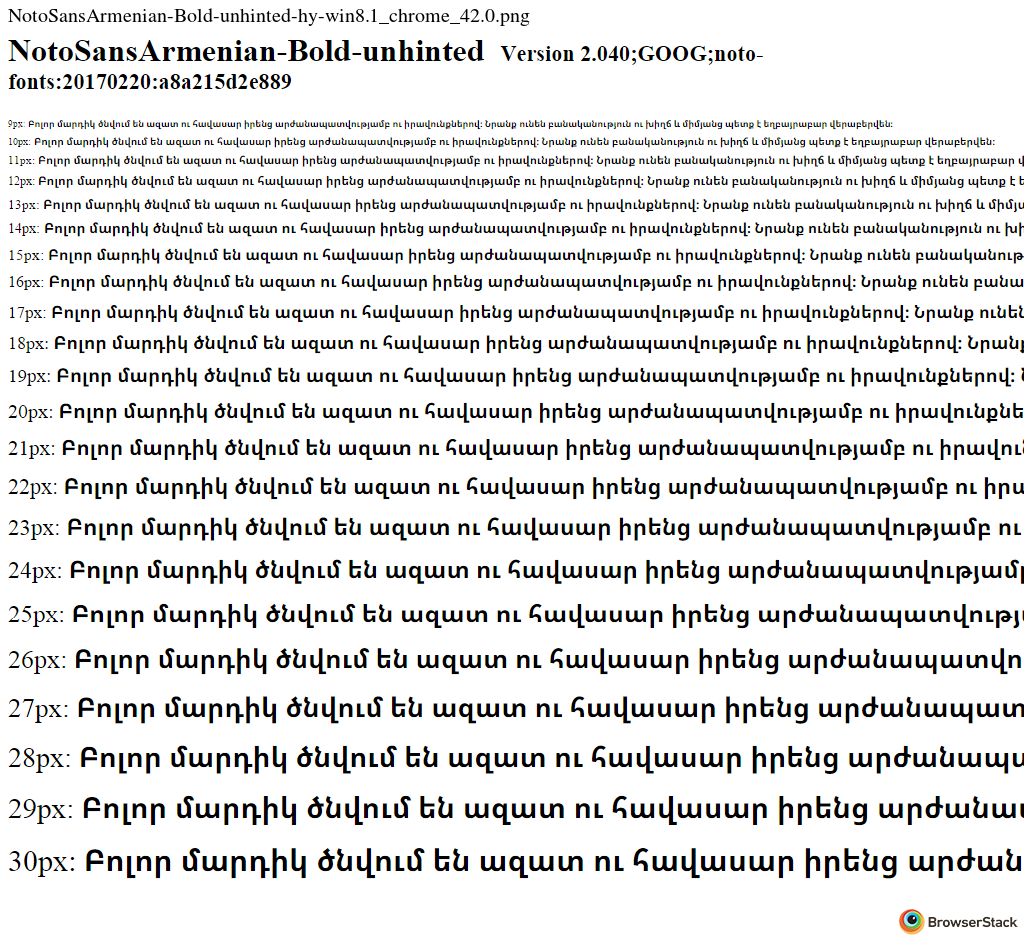 NotoSansArmenian-Bold-unhinted-hy-win8.1_chrome_42.0.png
NotoSansArmenian-Bold-unhinted Version 2.040;GOOG;noto-
fonts:20170220:a8a215d2e889
9px: Բոլոր մարդիկ ծնվում են ազատ ու հավասար իրենց արժանապատվությամբ ու իրավունքներով: Նրանք ունեն բանականություն ու խիղճ և միմյանց պետք է եղբայրաբար վերաբերվեն:
10px: Բոլոր մարդիկ ծնվում են ազատ ու հավասար իրենց արժանապատվությամբ ու իրավունքներով: Նրանք ունեն բանականություն ու խիղճ և միմյանց պետք է եղբայրաբար վերաբերվեն:
11px: Բոլոր մարդիկ ծնվում են ազատ ու հավասար իրենց արժանապատվությամբ ու իրավունքներով: Նրանք ունեն բանականություն ու խիղճ և միմյանց պետք է եղբայրաբար վ
12px: Բոլոր մարդիկ ծնվում են ազատ ու հավասար իրենց արժանապատվությամբ ու իրավունքներով: Նրանք ունեն բանականություն ու խիղճ և միմյանց պետք է ե
13px: Բոլոր մարդիկ ծնվում են ազատ ու հավասար իրենց արժանապատվությամբ ու իրավունքներով: Նրանք ունեն բանականություն ու խիղճ և միմյ
14px: Բոլոր մարդիկ ծնվում են ազատ ու հավասար իրենց արժանապատվությամբ ու իրավունքներով: Նրանք ունեն բանականություն ու խի
15px: Բոլոր մարդիկ ծնվում են ազատ ու հավասար իրենց արժանապատվությամբ ու իրավունքներով: Նրանք ունեն բանականութ
16px: Բոլոր մարդիկ ծնվում են ազատ ու հավասար իրենց արժանապատվությամբ ու իրավունքներով: Նրանք ունեն բանա
17px: Բոլոր մարդիկ ծնվում են ազատ ու հավասար իրենց արժանապատվությամբ ու իրավունքներով: Նրանք ունեն
18px: Բոլոր մարդիկ ծնվում են ազատ ու հավասար իրենց արժանապատվությամբ ու իրավունքներով: Նրանք
19px: Բոլոր մարդիկ ծնվում են ազատ ու հավասար իրենց արժանապատվությամբ ու իրավունքներով: Ն
20px: Բոլոր մարդիկ ծնվում են ազատ ու հավասար իրենց արժանապատվությամբ ու իրավունքնե
21px: Բոլոր մարդիկ ծնվում են ազատ ու հավասար իրենց արժանապատվությամբ ու իրավուն
22px: Բոլոր մարդիկ ծնվում են ազատ ու հավասար իրենց արժանապատվությամբ ու իրա
23px: Բոլոր մարդիկ ծնվում են ազատ ու հավասար իրենց արժանապատվությամբ ու
24px: Բոլոր մարդիկ ծնվում են ազատ ու հավասար իրենց արժանապատվությամբ
25px: Բոլոր մարդիկ ծնվում են ազատ ու հավասար իրենց արժանապատվությ
26px: Բոլոր մարդիկ ծնվում են ազատ ու հավասար իրենց արժանապատվո
27px: Բոլոր մարդիկ ծնվում են ազատ ու հավասար իրենց արժանապատ
28px: Բոլոր մարդիկ ծնվում են ազատ ու հավասար իրենց արժանապա
29px: Բոլոր մարդիկ ծնվում են ազատ ու հավասար իրենց արժանա
30px: Բոլոր մարդիկ ծնվում են ազատ ու հավասար իրենց արժան
BrowserStack